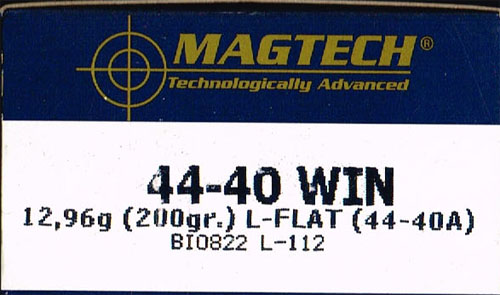 MAGTECH®
Technologically Advanced
44-40 WIN
12,96g (200gr.) L-FLAT (44-40A)
BI0822 L-112